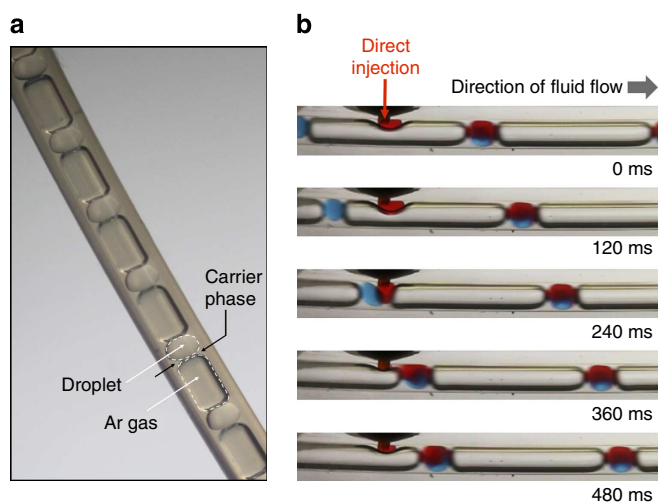 a
Carrier
phase
Droplet
Ar gas
b
Direct
injection
Direction of fluid flow
0 ms
120 ms
240 ms
360 ms
480 ms